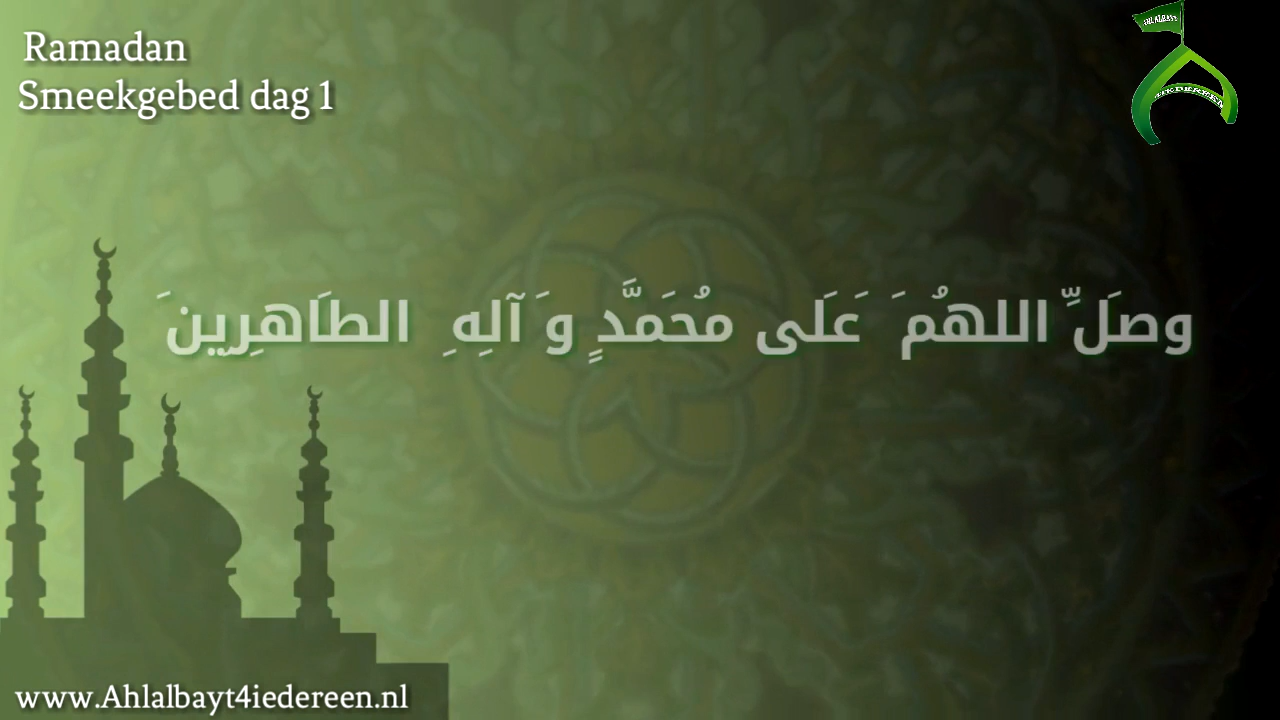 Ramadan
Smeekgebed dag 1
وصَلِّ اللهُمَ عَلَى مُحَمَّدٍ وَ آلِهِ الطَاهِرِينَ
www.Ahlalbayt4iedereen.nl